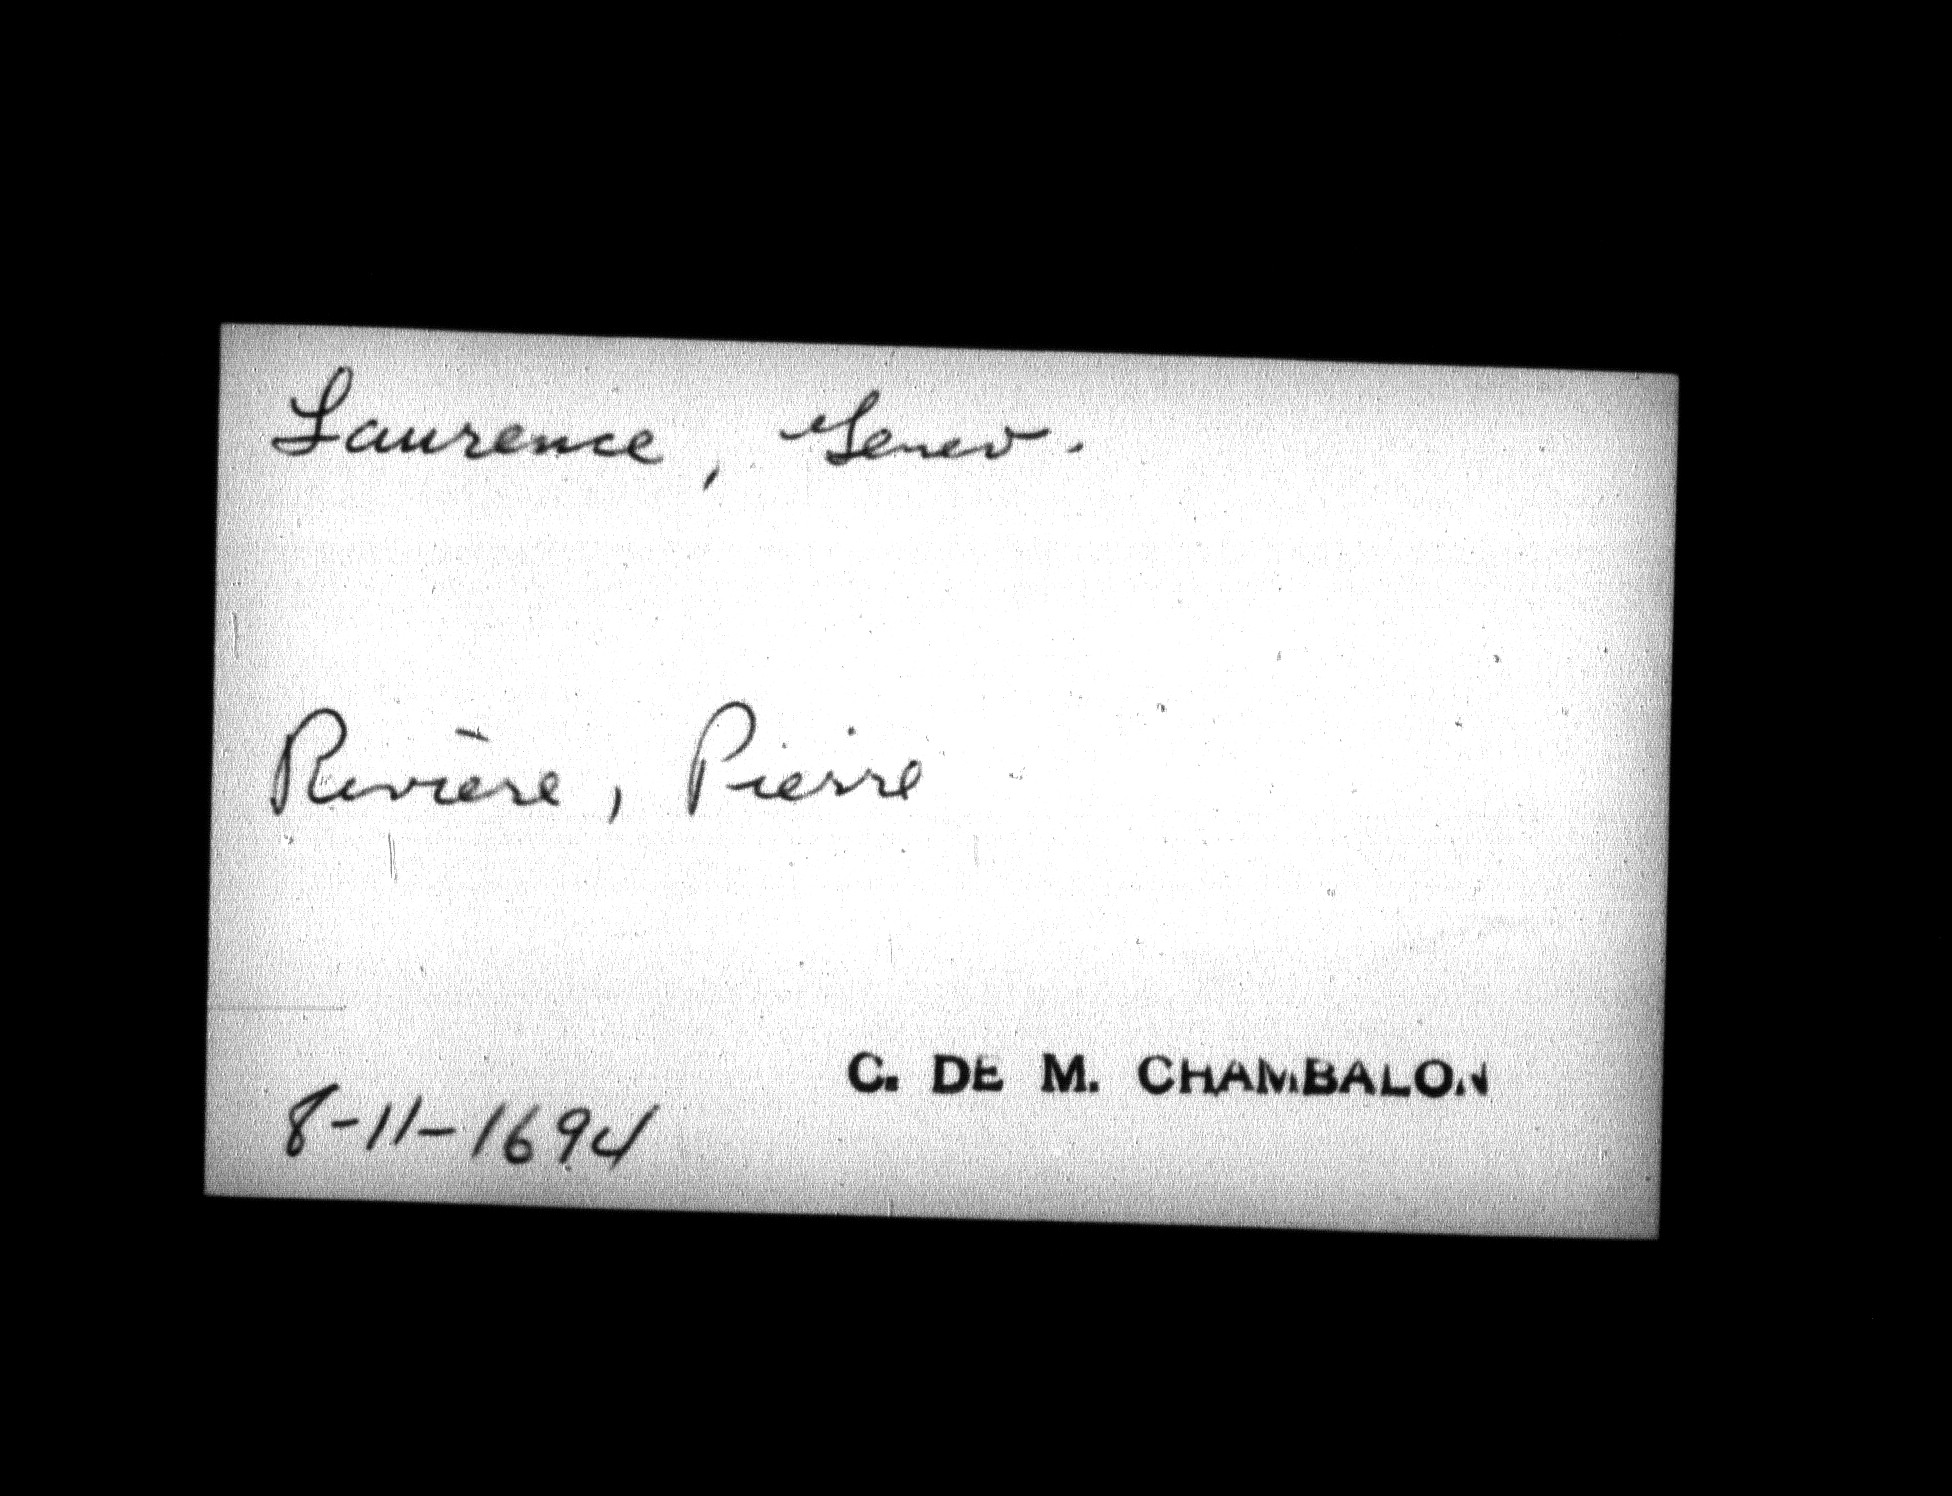 Laurence, Genev.
Rivière, Pierre
C. DE M. CHAMBALON
8-11-1694